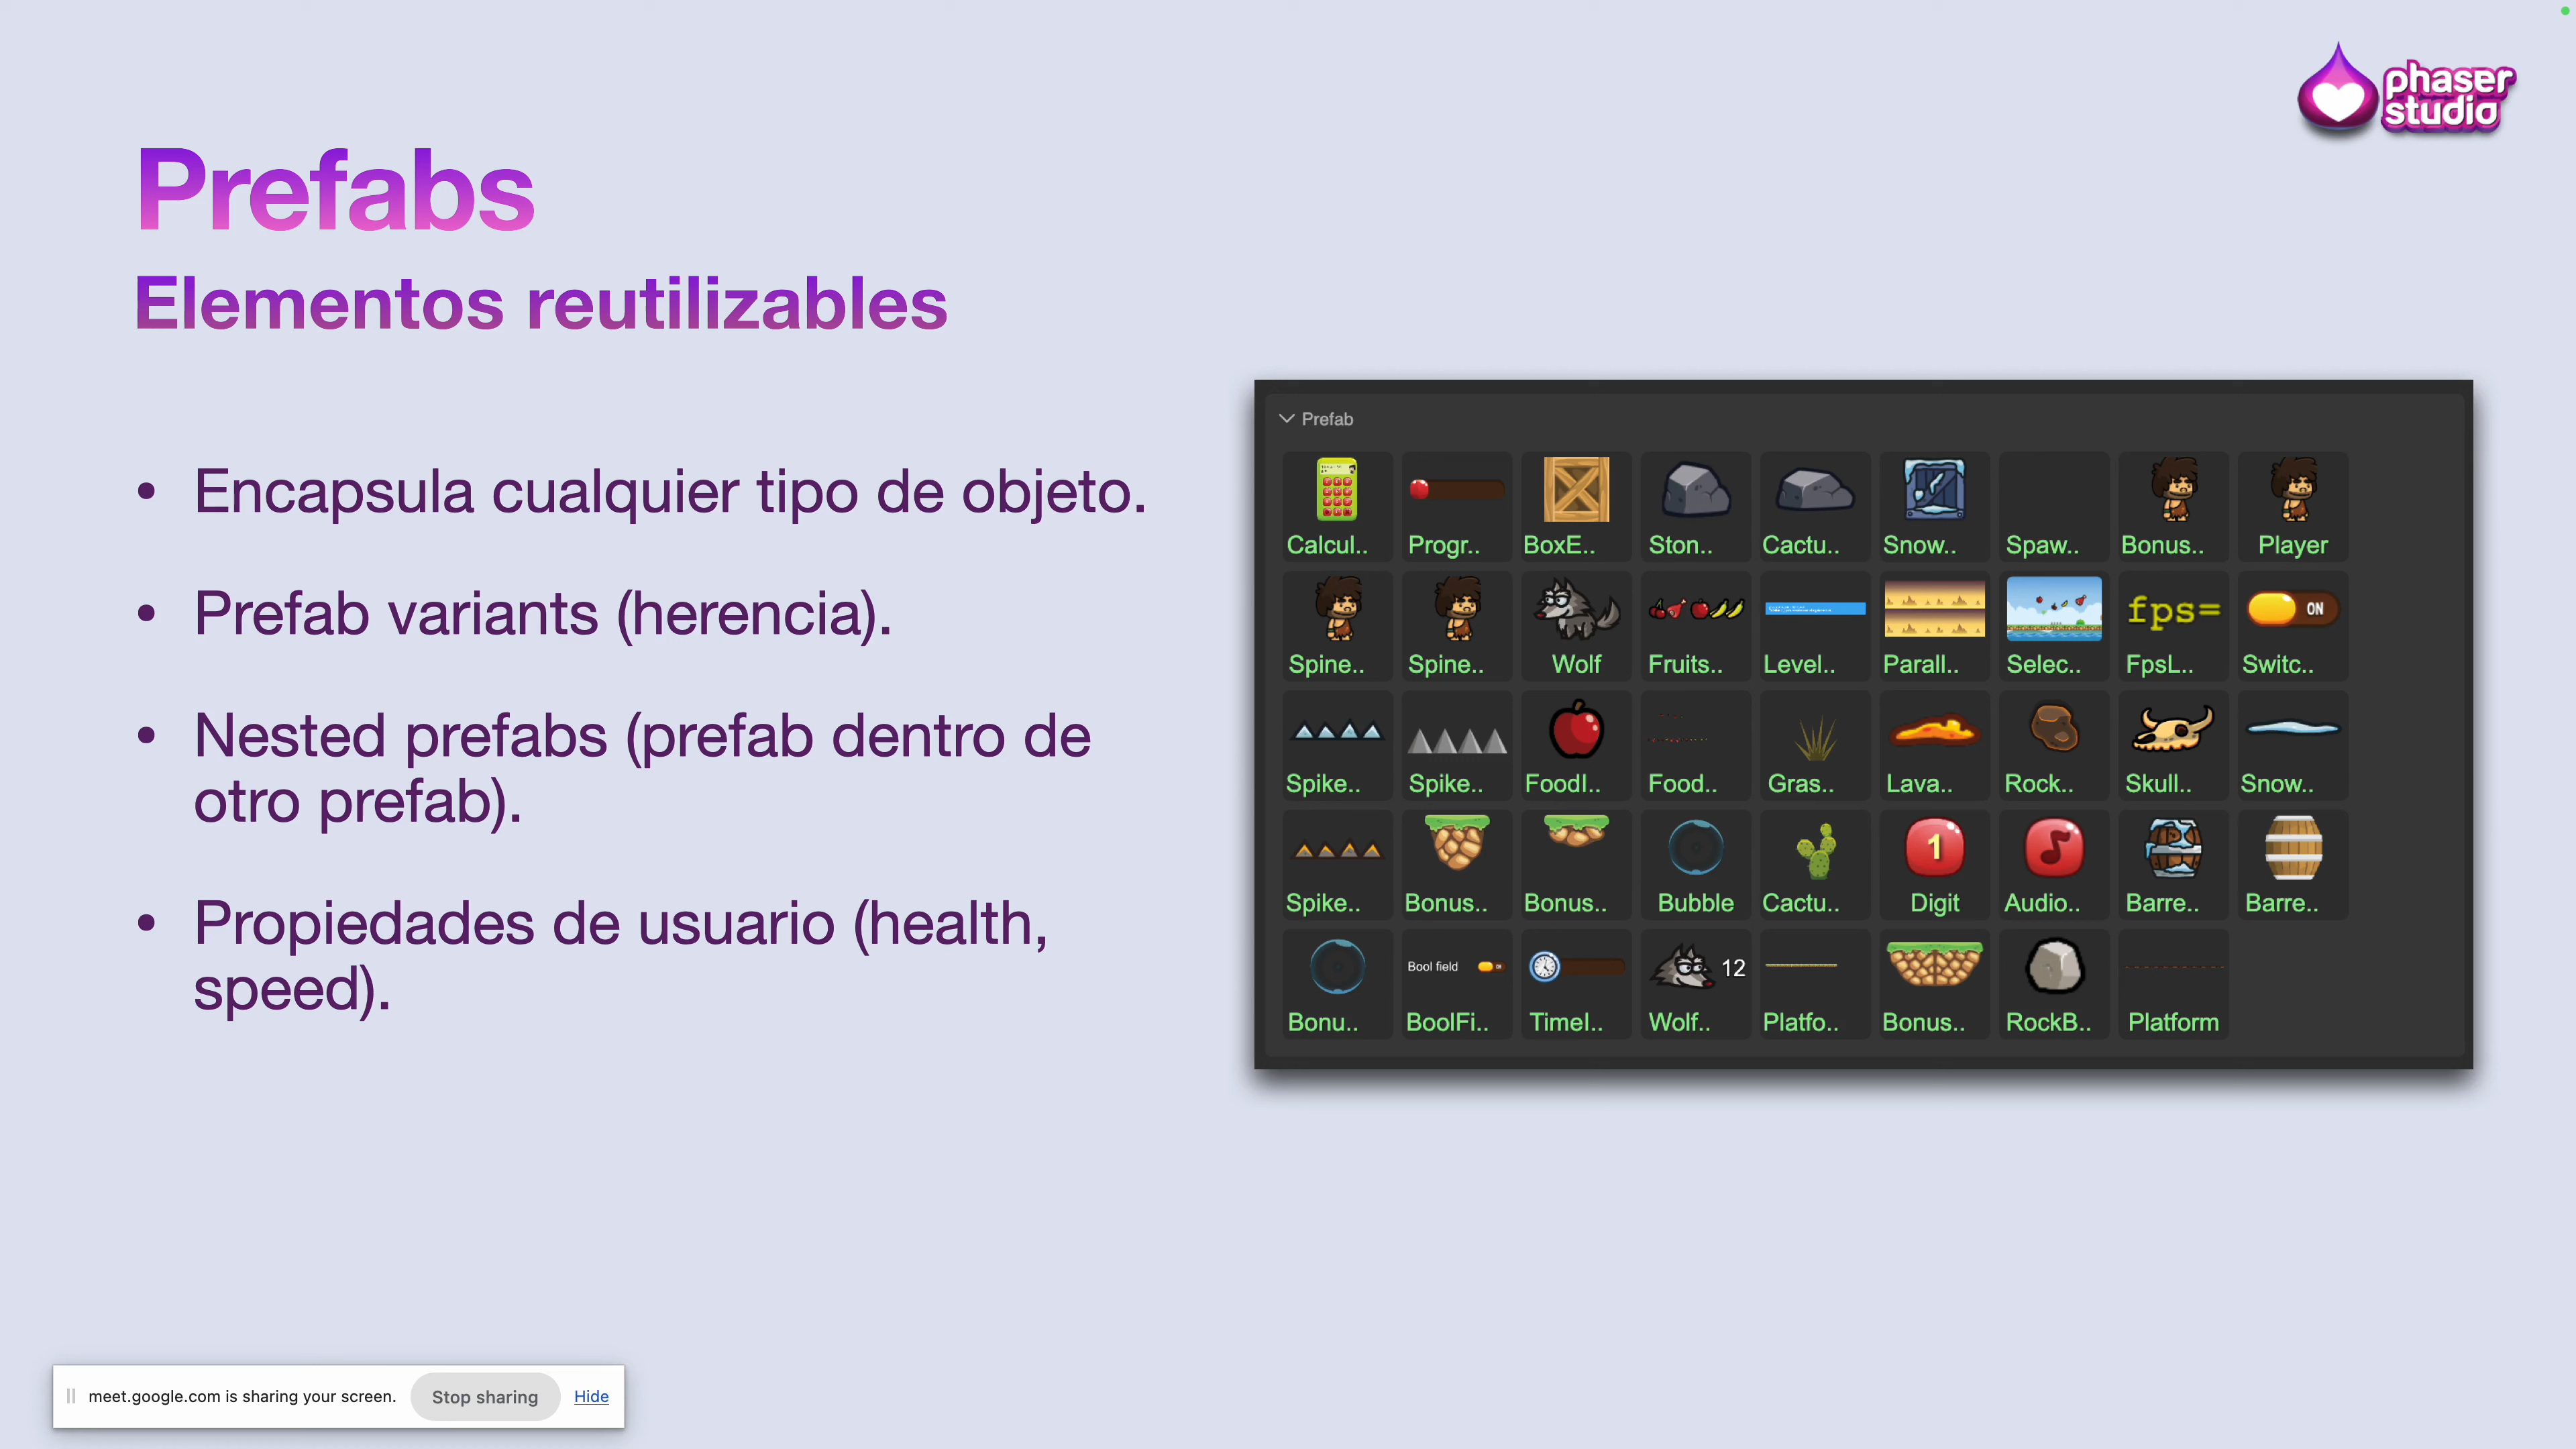 phaser
studio
Prefabs
Elementos reutilizables
• Encapsula cualquier tipo de objeto.
• Prefab variants (herencia).
• Nested prefabs (prefab dentro de
otro prefab).
• Propiedades de usuario (health,
speed).
Prefab
Calcul.. Progr.. BoxE.. Ston.. Cactu.. Snow.. Spaw.. Bonus.. Player
fps= ON
Spine.. Spine.. Wolf Fruits.. Level.. Parall.. Selec.. FpsL.. Switc..
Spike.. Spike.. FoodI.. Food.. Gras.. Lava.. Rock.. Skull.. Snow..
1
Spike.. Bonus.. Bonus.. Bubble Cactu.. Digit Audio.. Barre.. Barre..
Bool field 12
Bonu.. BoolFi.. TimeI.. Wolf.. Platfo.. Bonus.. RockB.. Platform
meet.google.com is sharing your screen. Stop sharing Hide